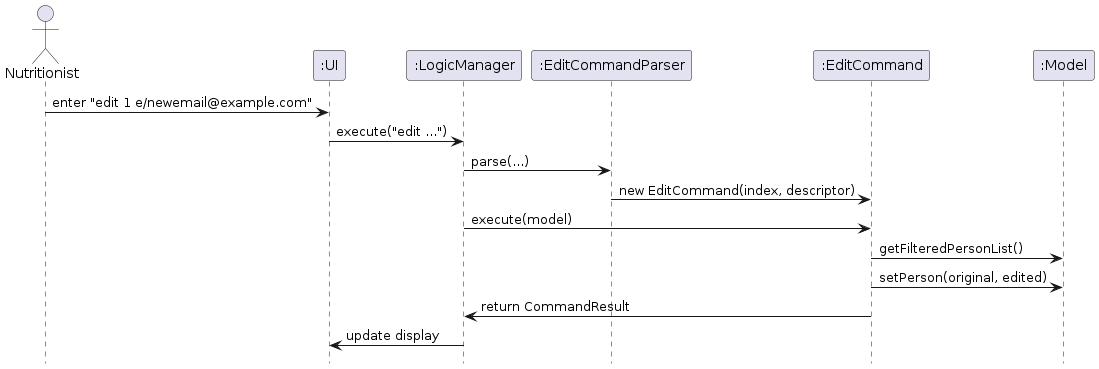 Nutritionist
:UI
:LogicManager
:EditCommandParser
:EditCommand
:Model
enter "edit 1 e/newemail@example.com"
execute("edit ...")
parse(...)
new EditCommand(index, descriptor)
execute(model)
getFilteredPersonList()
setPerson(original, edited)
return CommandResult
update display